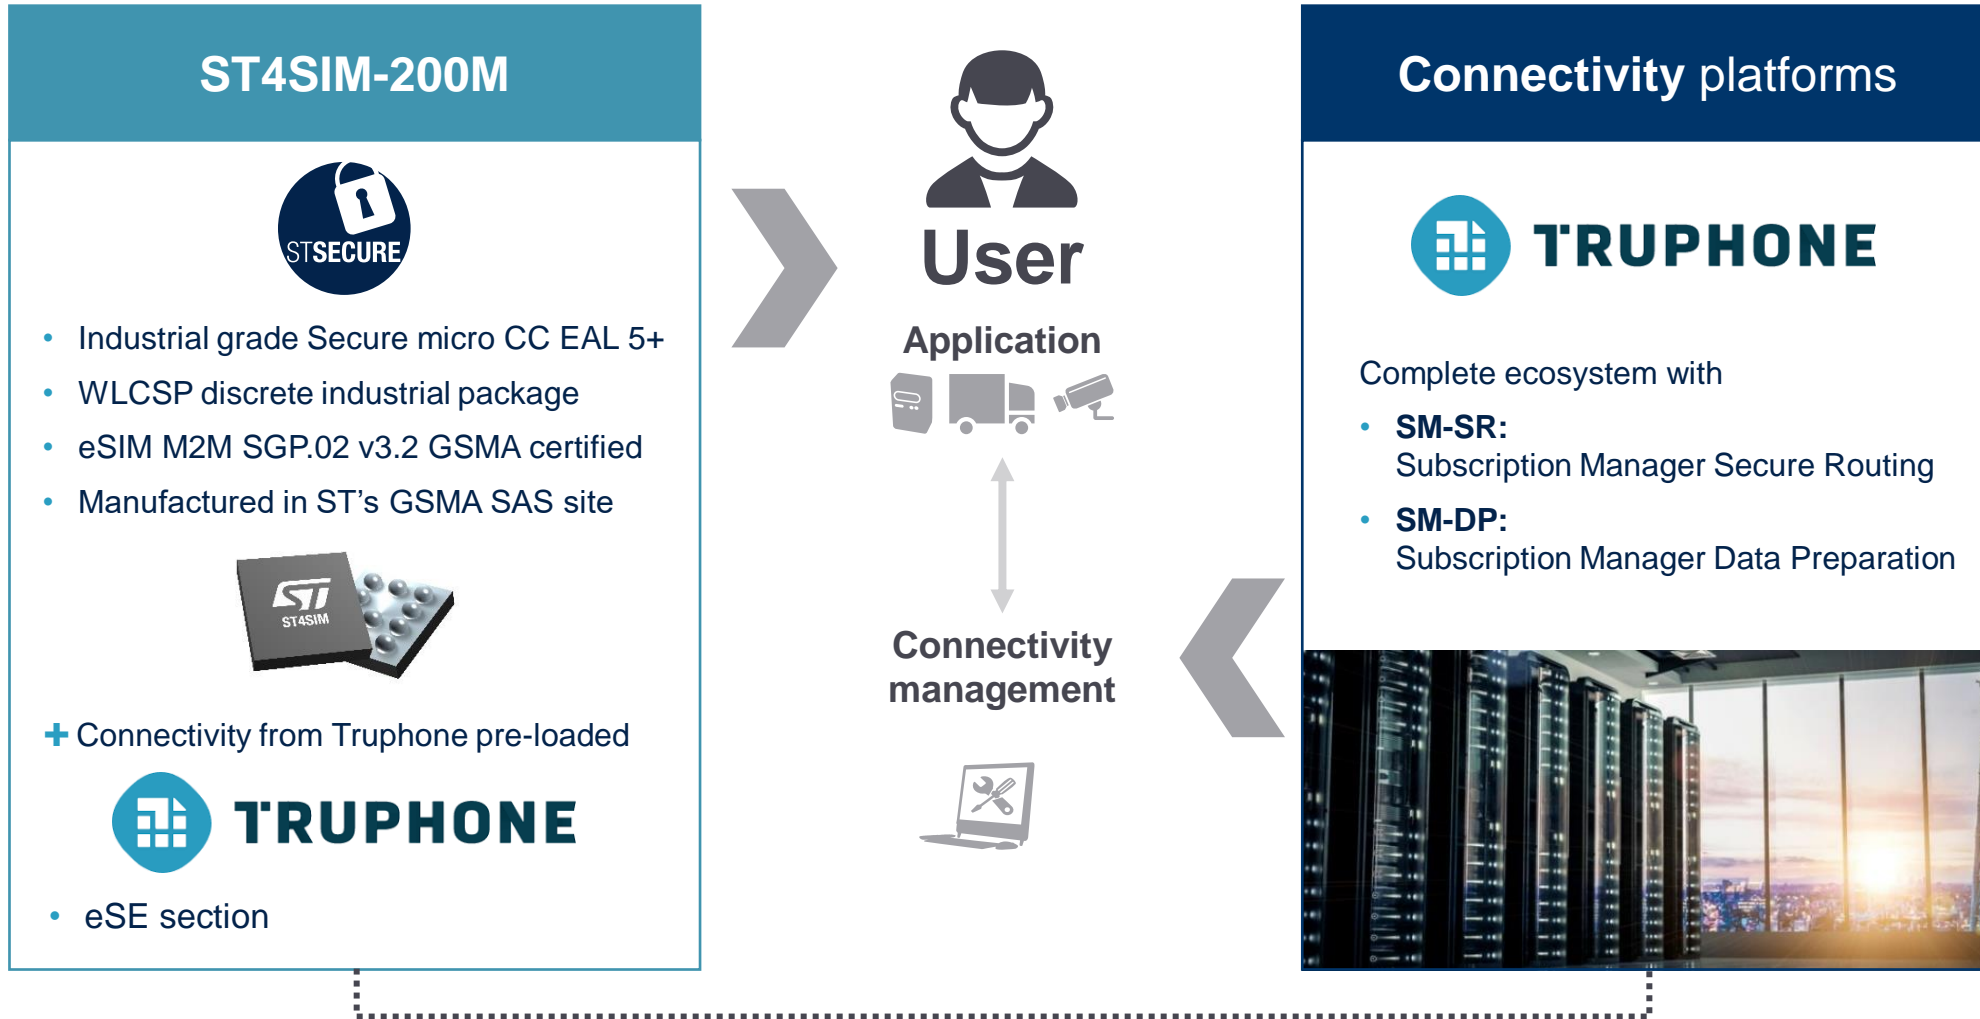 ST4SIM-200M
STSECURE
• Industrial grade Secure micro CC EAL 5+
• WLCSP discrete industrial package
• eSIM M2M SGP.02 v3.2 GSMA certified
• Manufactured in ST’s GSMA SAS site
ST
ST4SIM
+ Connectivity from Truphone pre-loaded
TRUPHONE
• eSE section
User
Application
Connectivity
management
Connectivity platforms
TRUPHONE
Complete ecosystem with
• SM-SR:
Subscription Manager Secure Routing
• SM-DP:
Subscription Manager Data Preparation